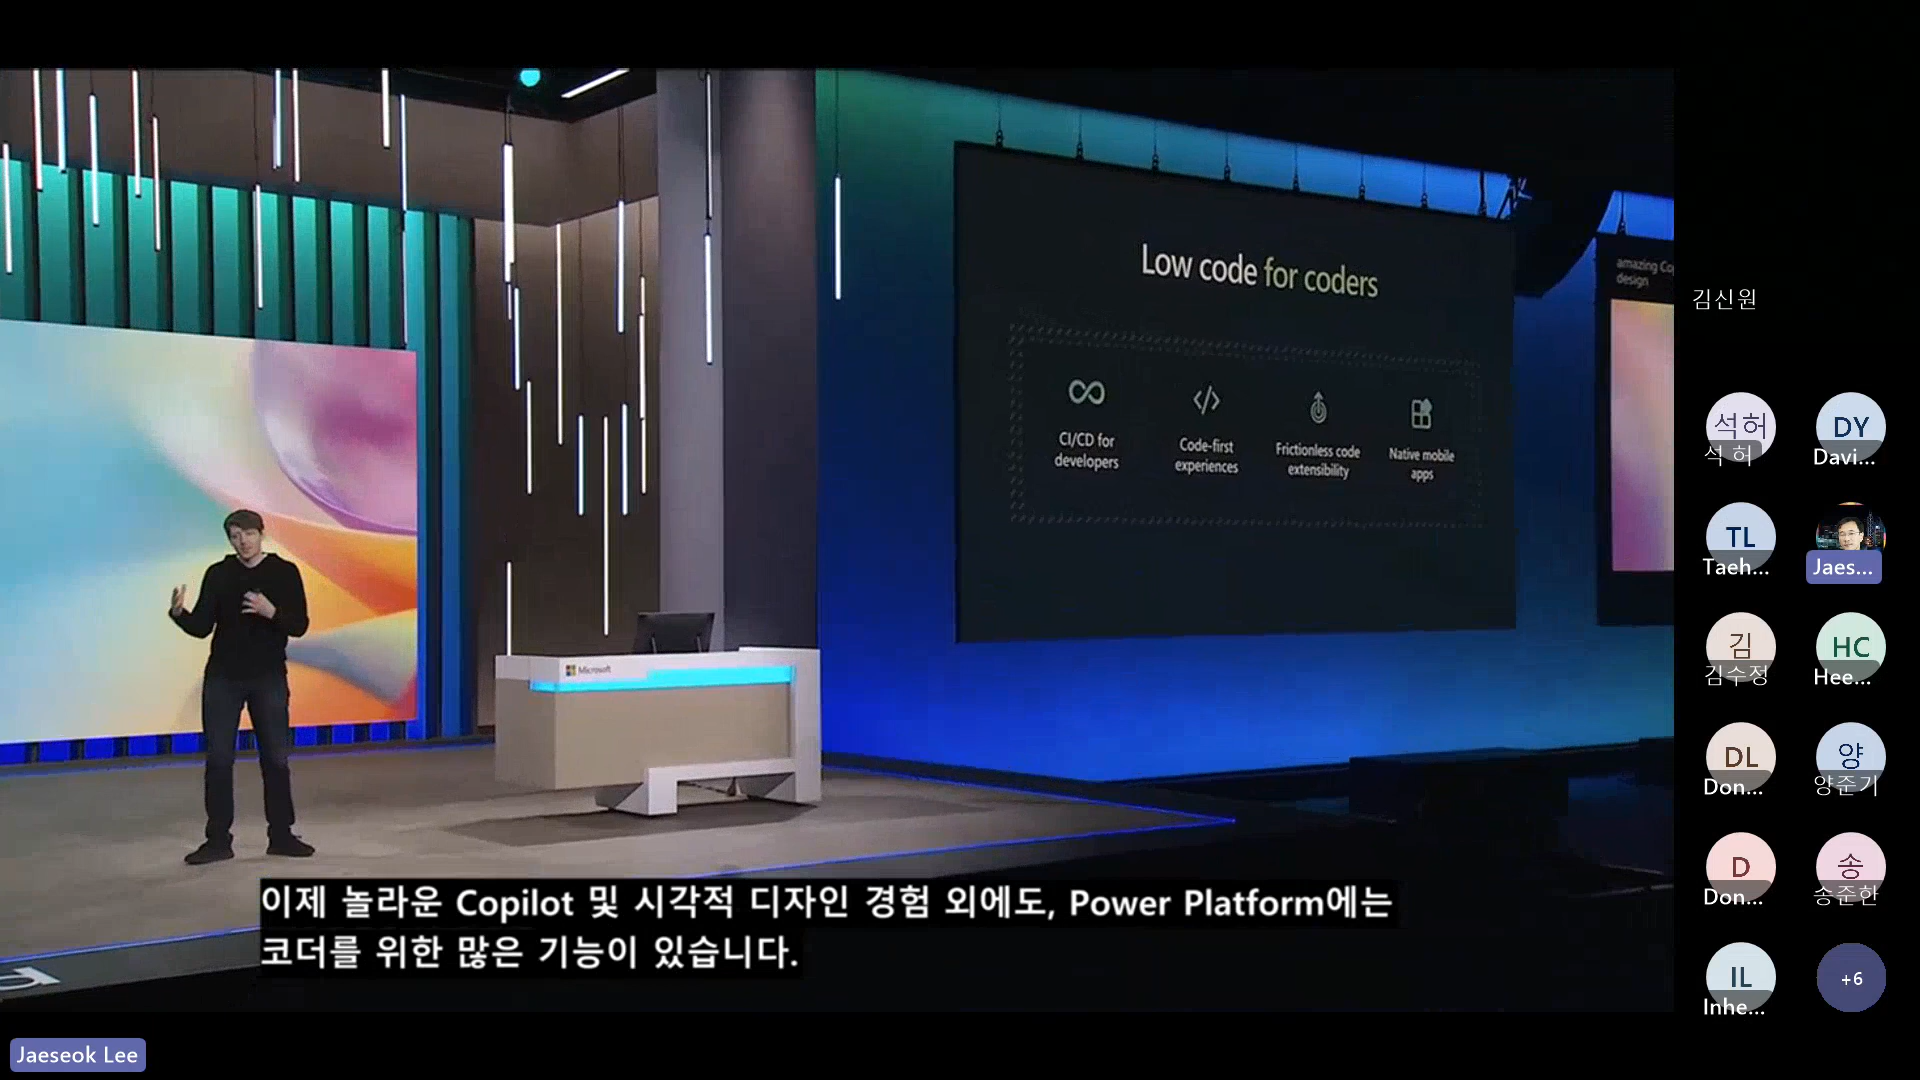 amazing Co
design
Low code for coders
CI/CD for
developers
Code-first
experiences
Frictionless code
extensibility
Native mobile
apps
Microsoft
이제 놀라운 Copilot 및 시각적 디자인 경험 외에도, Power Platform에는
코더를 위한 많은 기능이 있습니다.
Jaeseok Lee
김신원
석허
석 허
DY
Davi...
TL
Taeh...
Jaes...
김
김수정
HC
Hee...
DL
Don...
양
양준기
D
Don...
송
송준한
IL
Inhe...
+6